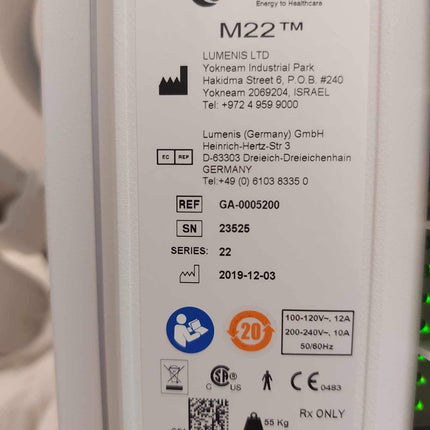 Energy to Healthcare
M22™
LUMENIS LTD
Yokneam Industrial Park
Hakidma Street 6, P.O.B. #240
Yokneam 2069204, ISRAEL
Tel: +972 4 959 9000
Lumenis (Germany) GmbH
Heinrich-Hertz-Str 3
EC REP
D-63303 Dreieich-Dreieichenhain
GERMANY
Tel:+49 (0) 6103 8335 0
REF GA-0005200
SN 23525
SERIES: 22
2019-12-03
20
100-120V~, 12A
200-240V~, 10A
50/60Hz
C SA ® US
CE 0483
55 Kg
Rx ONLY